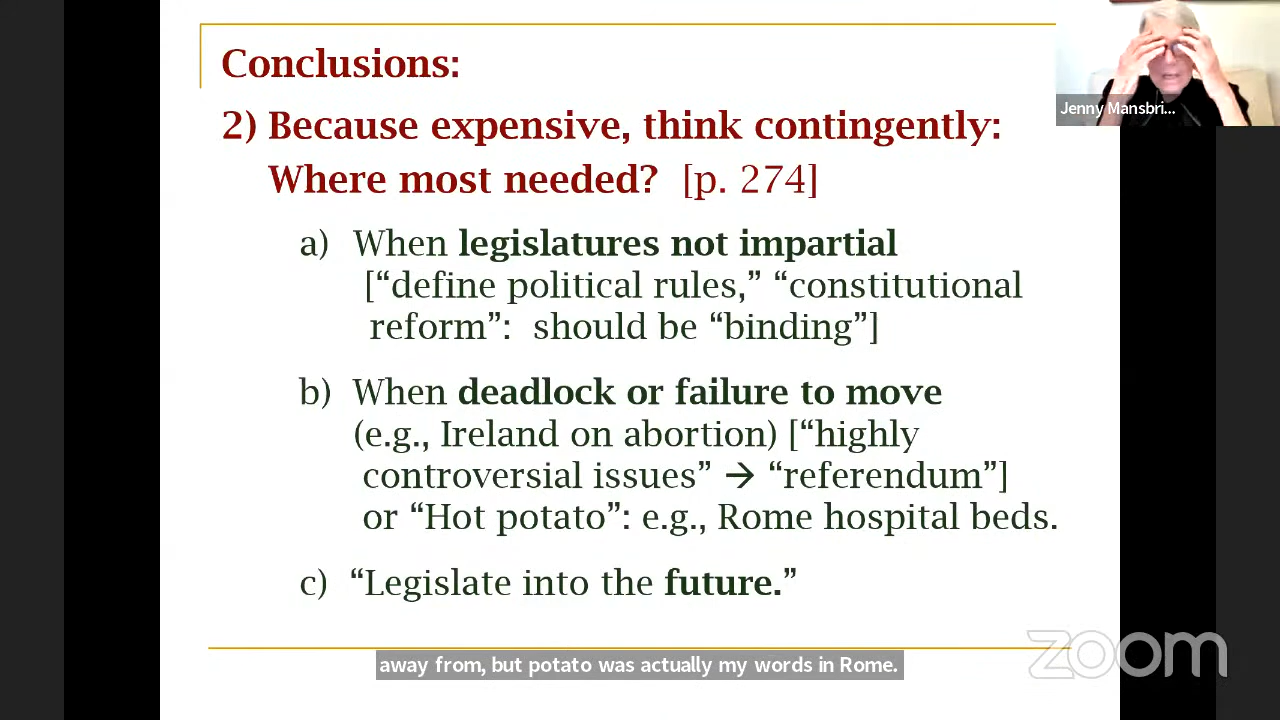 Conclusions:
2) Because expensive, think contingently:
Where most needed? [p. 274]
a) When legislatures not impartial
[“define political rules,” “constitutional
reform”: should be “binding”]
b) When deadlock or failure to move
(e.g., Ireland on abortion) [“highly
controversial issues” → “referendum”]
or “Hot potato”: e.g., Rome hospital beds.
c) “Legislate into the future.”
Jenny Mansbri...
away from, but potato was actually my words in Rome.
zoom